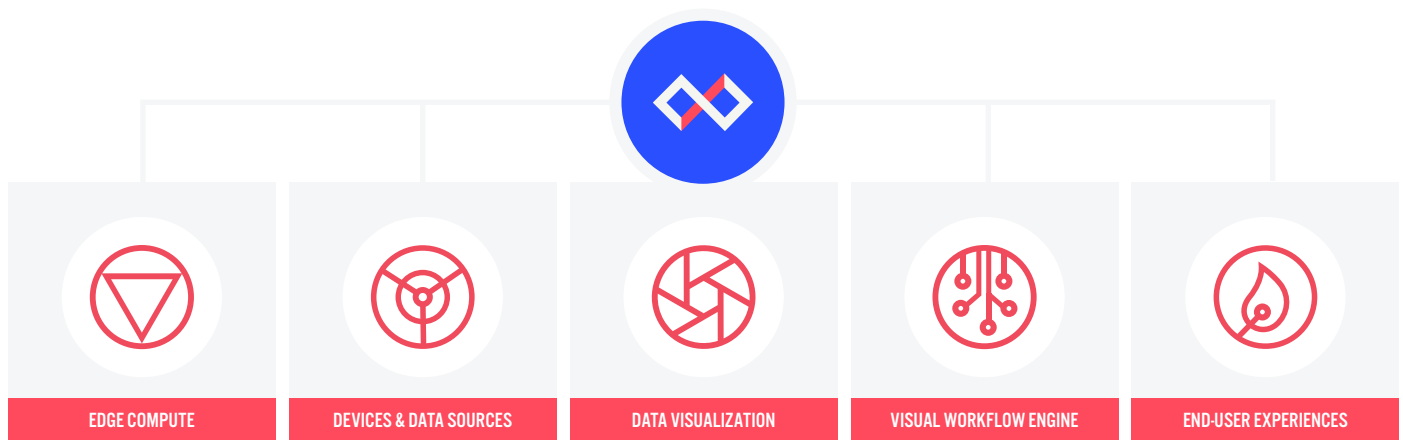 EDGE COMPUTE
DEVICES & DATA SOURCES
DATA VISUALIZATION
VISUAL WORKFLOW ENGINE
END-USER EXPERIENCES